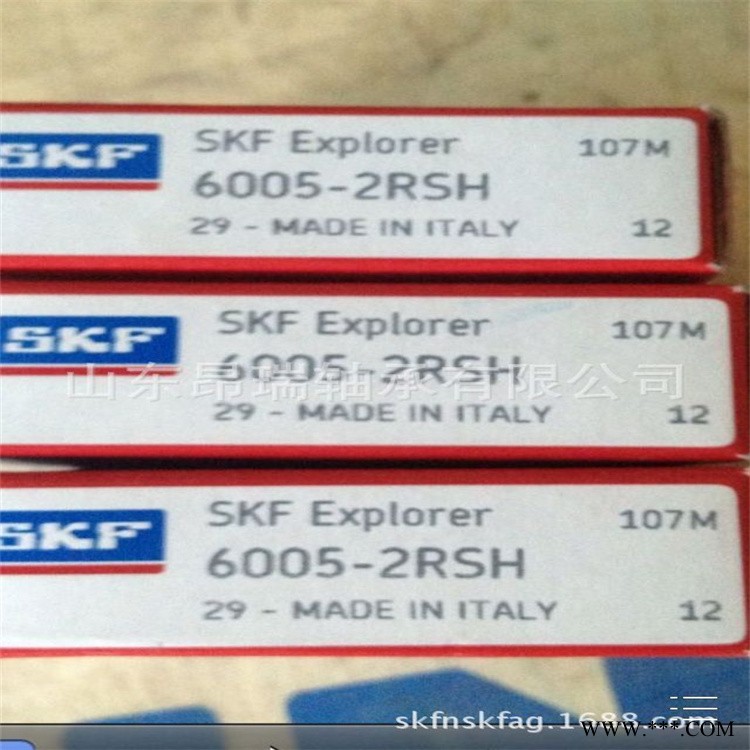 SKF
SKF Explorer
107M
6005-2RSH
29 - MADE IN ITALY
12
SKF
SKF Explorer
107M
6005-2RSH
山东昂瑞轴承有限公司
29 - MADE IN ITALY
12
SKF
SKF Explorer
107M
6005-2RSH
29 - MADE IN ITALY
12
skfnskfag.1688.com
www.***.COM